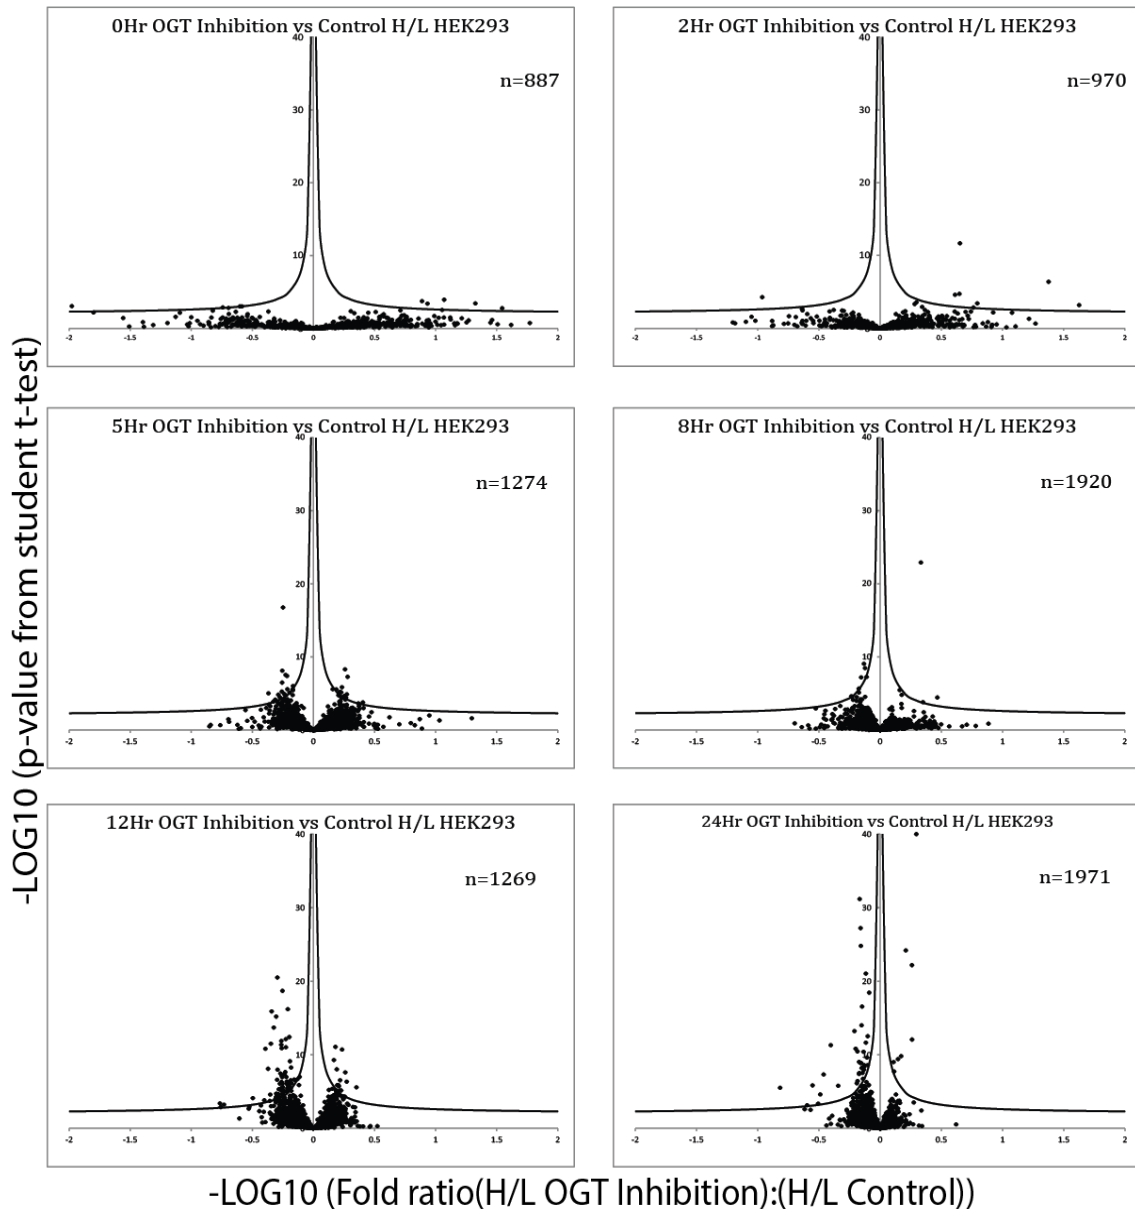 0Hr OGT Inhibition vs Control H/L HEK293
n=887
40
30
20
10
0
-2 -1.5 -1 -0.5 0 0.5 1 1.5 2
2Hr OGT Inhibition vs Control H/L HEK293
n=970
40
30
20
10
0
-2 -1.5 -1 -0.5 0 0.5 1 1.5 2
5Hr OGT Inhibition vs Control H/L HEK293
n=1274
40
30
20
10
0
-2 -1.5 -1 -0.5 0 0.5 1 1.5 2
8Hr OGT Inhibition vs Control H/L HEK293
n=1920
40
30
20
10
0
-2 -1.5 -1 -0.5 0 0.5 1 1.5 2
12Hr OGT Inhibition vs Control H/L HEK293
n=1269
40
30
20
10
0
-2 -1.5 -1 -0.5 0 0.5 1 1.5 2
24Hr OGT Inhibition vs Control H/L HEK293
n=1971
40
30
20
10
0
-2 -1.5 -1 -0.5 0 0.5 1 1.5 2
-LOG10 (p-value from student t-test)
-LOG10 (Fold ratio(H/L OGT Inhibition):(H/L Control))